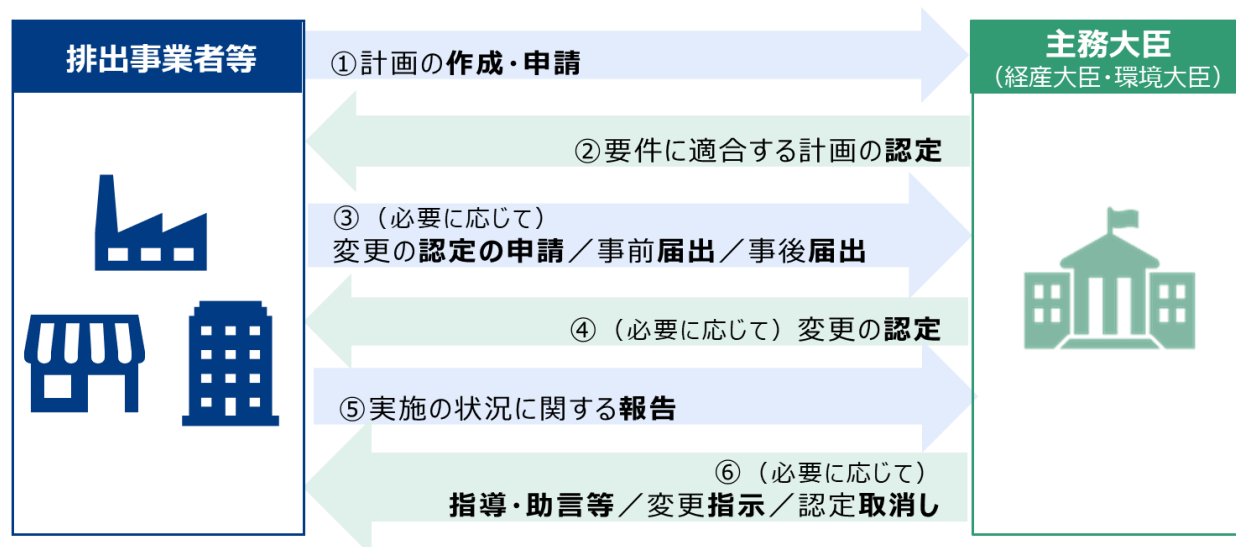 排出事業者等
主務大臣
（経産大臣・環境大臣）
①計画の作成・申請
②要件に適合する計画の認定
③（必要に応じて）
変更の認定の申請／事前届出／事後届出
④（必要に応じて）変更の認定
⑤実施の状況に関する報告
⑥（必要に応じて）
指導・助言等／変更指示／認定取消し